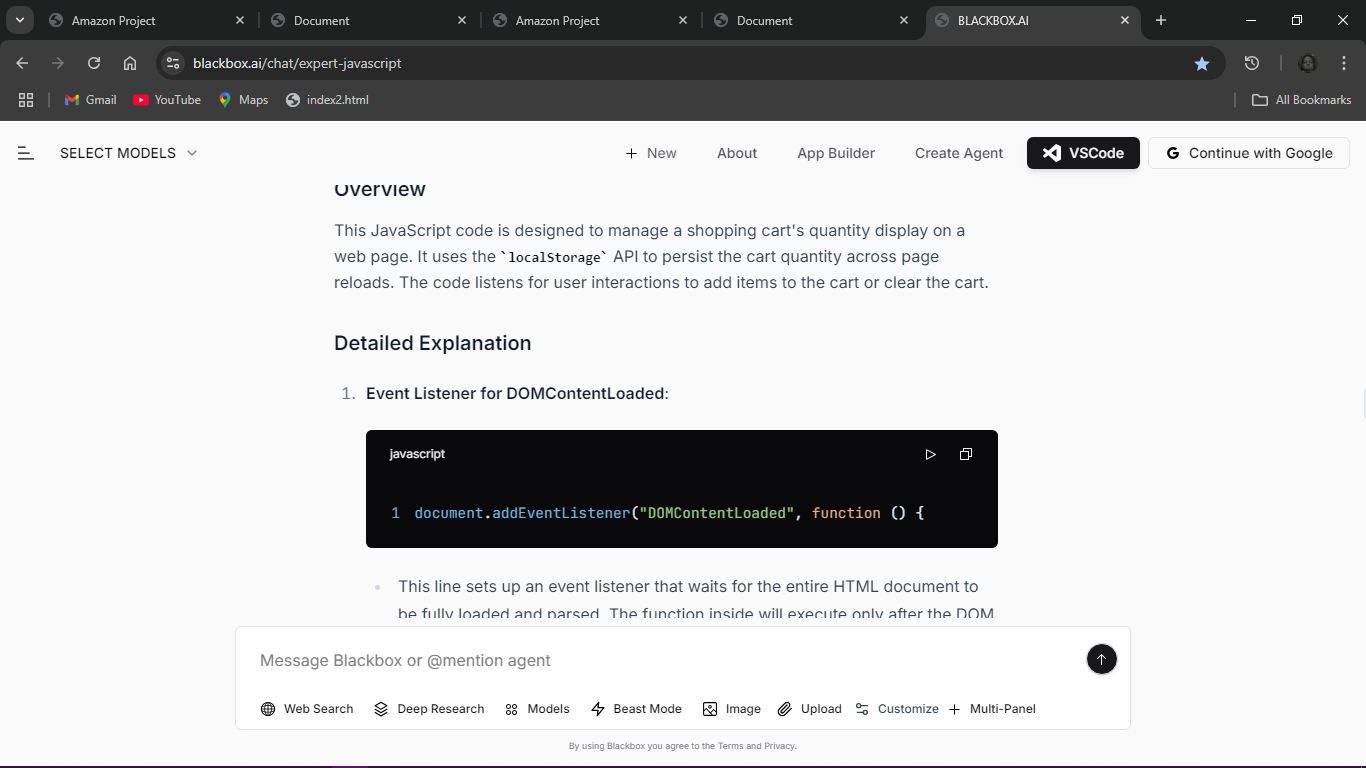 Amazon Project
Document
Amazon Project
Document
BLACKBOX.AI
blackbox.ai/chat/expert-javascript
Gmail
YouTube
Maps
index2.html
All Bookmarks
SELECT MODELS
New
About
App Builder
Create Agent
VSCode
G Continue with Google
Overview
This JavaScript code is designed to manage a shopping cart's quantity display on a
web page. It uses the `localStorage` API to persist the cart quantity across page
reloads. The code listens for user interactions to add items to the cart or clear the cart.
Detailed Explanation
1. Event Listener for DOMContentLoaded:
javascript
1 document.addEventListener("DOMContentLoaded", function () {
This line sets up an event listener that waits for the entire HTML document to
be fully loaded and parsed. The function inside will execute only after the DOM
Message Blackbox or @mention agent
Web Search
Deep Research
Models
Beast Mode
Image
Upload
Customize
Multi-Panel
By using Blackbox you agree to the Terms and Privacy.